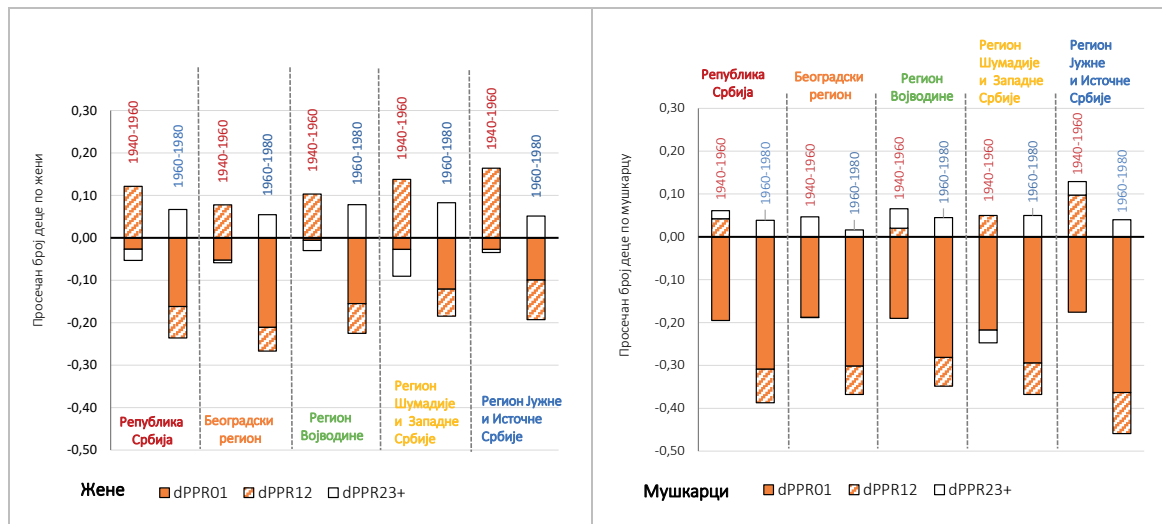 0,30
0,20
0,10
0,00
-0,10
-0,20
-0,30
-0,40
-0,50
Просечан број деце по жени
1940-1960
1960-1980
1940-1960
1960-1980
1940-1960
1960-1980
1940-1960
1960-1980
1940-1960
1960-1980
Република
Србија
Београдски
регион
Регион
Војводине
Регион
Шумадије
и Западне
Србије
Регион Јужне
и Источне
Србије
Жене
dPPR01
dPPR12
dPPR23+
Република
Србија
Београдски
регион
Регион
Војводине
Регион
Шумадије
и Западне
Србије
Регион
Јужне
и Источне
Србије
0,30
0,20
0,10
0,00
-0,10
-0,20
-0,30
-0,40
-0,50
Просечан број деце по мушкарцу
1940-1960
1960-1980
1940-1960
1960-1980
1940-1960
1960-1980
1940-1960
1960-1980
1940-1960
1960-1980
Мушкарци
dPPR01
dPPR12
dPPR23+